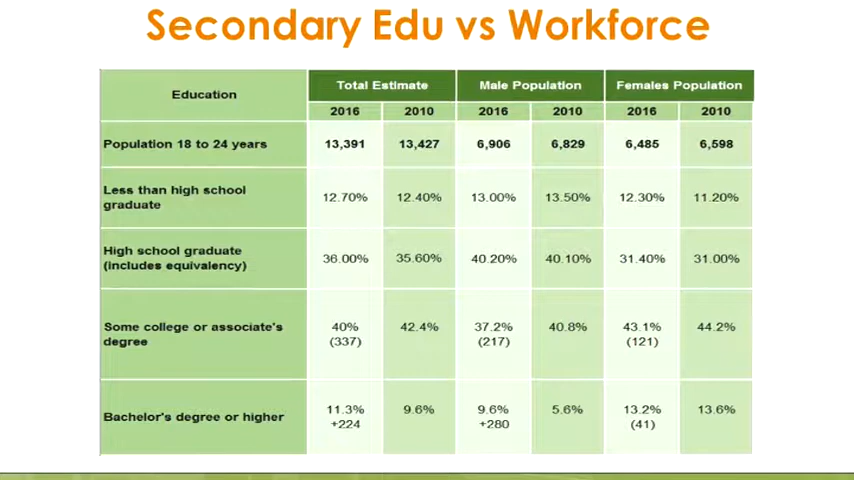 Secondary Edu vs Workforce
Education Total Estimate Male Population Females Population
2016 2010 2016 2010 2016 2010
Population 18 to 24 years 13,391 13,427 6,906 6,829 6,485 6,598
Less than high school
graduate 12.70% 12.40% 13.00% 13.50% 12.30% 11.20%
High school graduate
(includes equivalency) 36.00% 35.60% 40.20% 40.10% 31.40% 31.00%
Some college or associate's 40% 42.4% 37.2% 40.8% 43.1% 44.2%
degree (337) (217) (121)
Bachelor's degree or higher 11.3% 9.6% 9.6% 5.6% 13.2% 13.6%
+224 +280 (41)